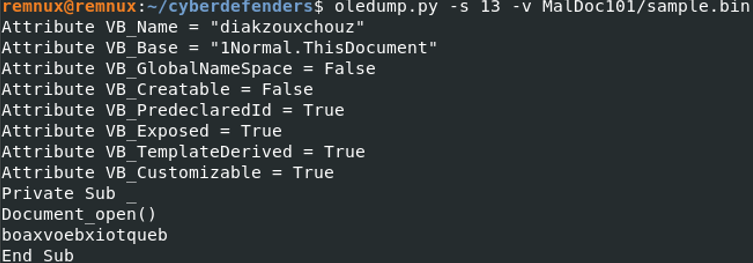 remnux@remnux:~/cyberdefenders$ oledump.py -s 13 -v MalDoc101/sample.bin
Attribute VB_Name = "diakzouxchouz"
Attribute VB_Base = "1Normal.ThisDocument"
Attribute VB_GlobalNameSpace = False
Attribute VB_Creatable = False
Attribute VB_PredeclaredId = True
Attribute VB_Exposed = True
Attribute VB_TemplateDerived = True
Attribute VB_Customizable = True
Private Sub _
Document_open()
boaxvoebxiotqueb
End Sub